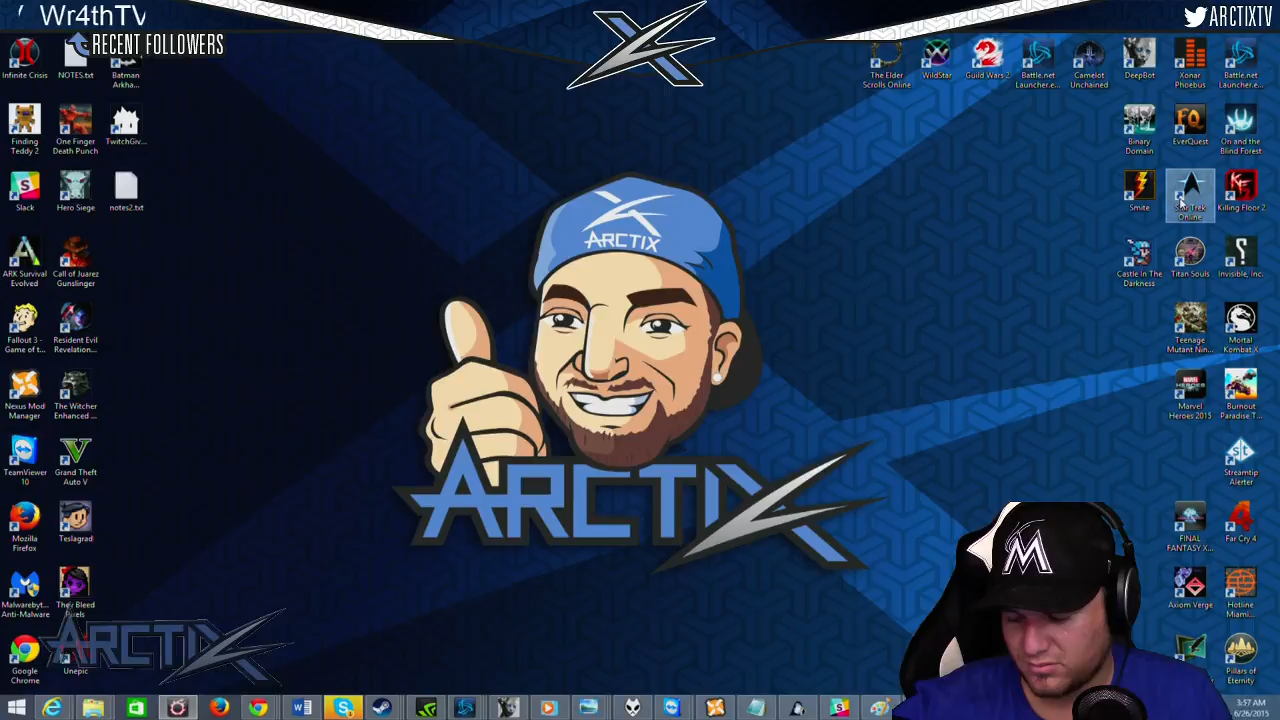 Wr4thTV
RECENT FOLLOWERS
ARCTIXTV
Infinite Crisis
NOTES.txt
Batman
Arkha...
Finding
Teddy 2
One Finger
Death Punch
TwitchGiv...
Slack
Hero Siege
notes2.txt
ARK Survival
Evolved
Call of Juarez
Gunslinger
Fallout 3 -
Game of t...
Resident Evil
Revelation...
Nexus Mod
Manager
The Witcher
Enhanced ...
TeamViewer
10
Grand Theft
Auto V
Mozilla
Firefox
Teslagrad
Malwarebyt...
Anti-Malware
They Bleed
Pixels
Google
Chrome
Unepic
The Elder
Scrolls Online
WildStar
Guild Wars 2
Battle.net
Launcher.e...
Camelot
Unchained
DeepBot
Xonar
Phoebus
Battle.net
Launcher.e...
Binary
Domain
EverQuest
Ori and the
Blind Forest
Smite
Star Trek
Online
Killing Floor 2
Castle In The
Darkness
Titan Souls
Invisible, Inc.
Teenage
Mutant Nin...
Mortal
Kombat X
Marvel
Heroes 2015
Burnout
Paradise T...
Streamtip
Alerter
FINAL
FANTASY X...
Far Cry 4
Axiom Verge
Hotline
Miami...
Pillars of
Eternity
ARCTIX
ARCTIX
ARCTIX
M
3:57 AM
6/26/2015